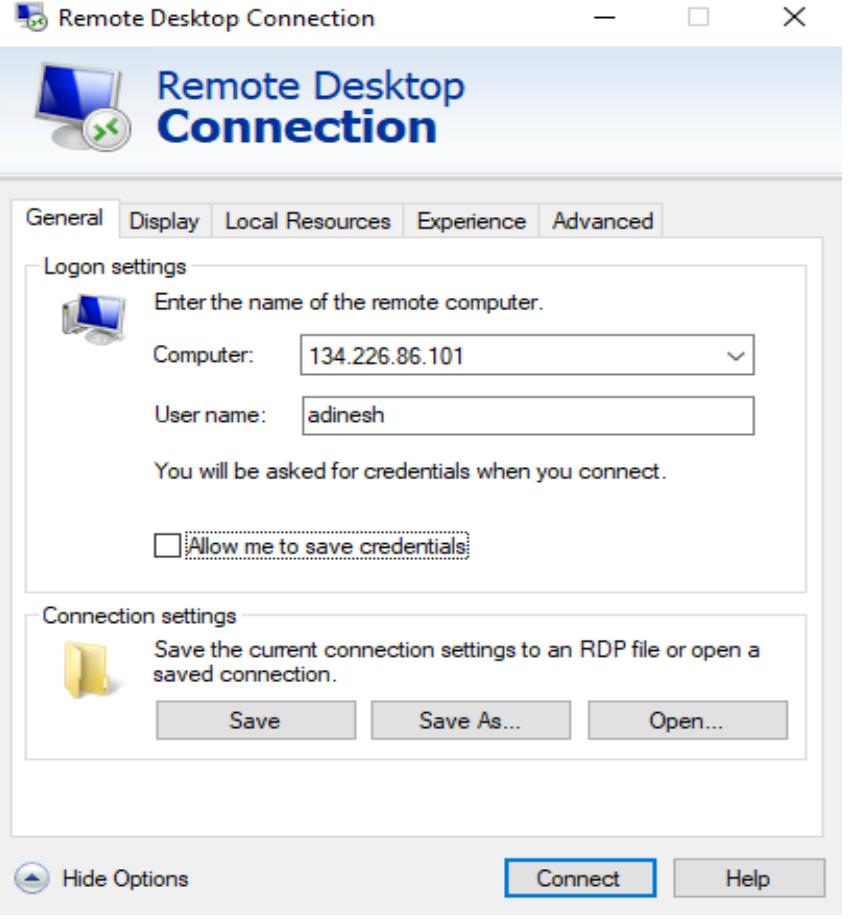 Remote Desktop Connection
Remote Desktop
Connection
General Display Local Resources Experience Advanced
Logon settings
Enter the name of the remote computer.
Computer: 134.226.86.101
User name: adinesh
You will be asked for credentials when you connect.
Allow me to save credentials
Connection settings
Save the current connection settings to an RDP file or open a
saved connection.
Save Save As... Open...
Hide Options Connect Help